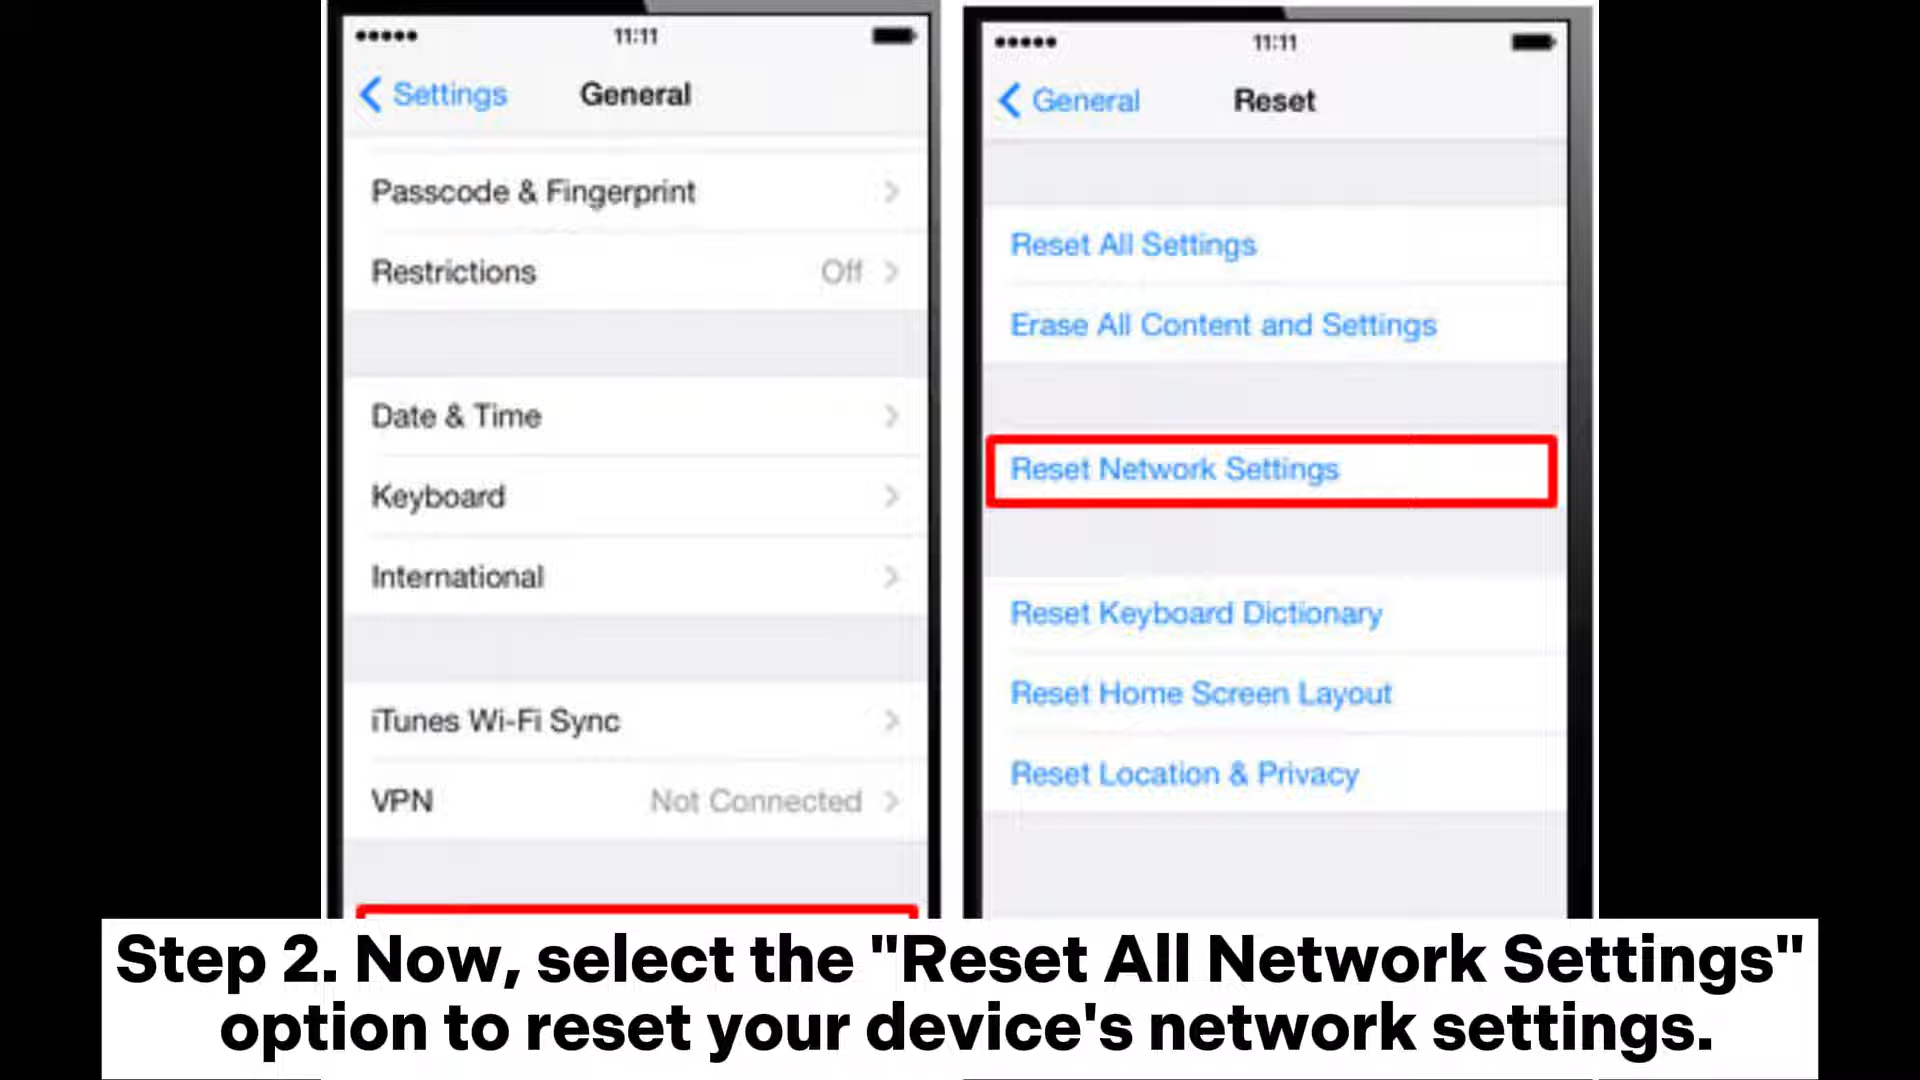 11:11
Settings
General
Passcode & Fingerprint
Restrictions Off
Date & Time
Keyboard
International
iTunes Wi-Fi Sync
VPN Not Connected
11:11
General
Reset
Reset All Settings
Erase All Content and Settings
Reset Network Settings
Reset Keyboard Dictionary
Reset Home Screen Layout
Reset Location & Privacy
Step 2. Now, select the "Reset All Network Settings"
option to reset your device's network settings.